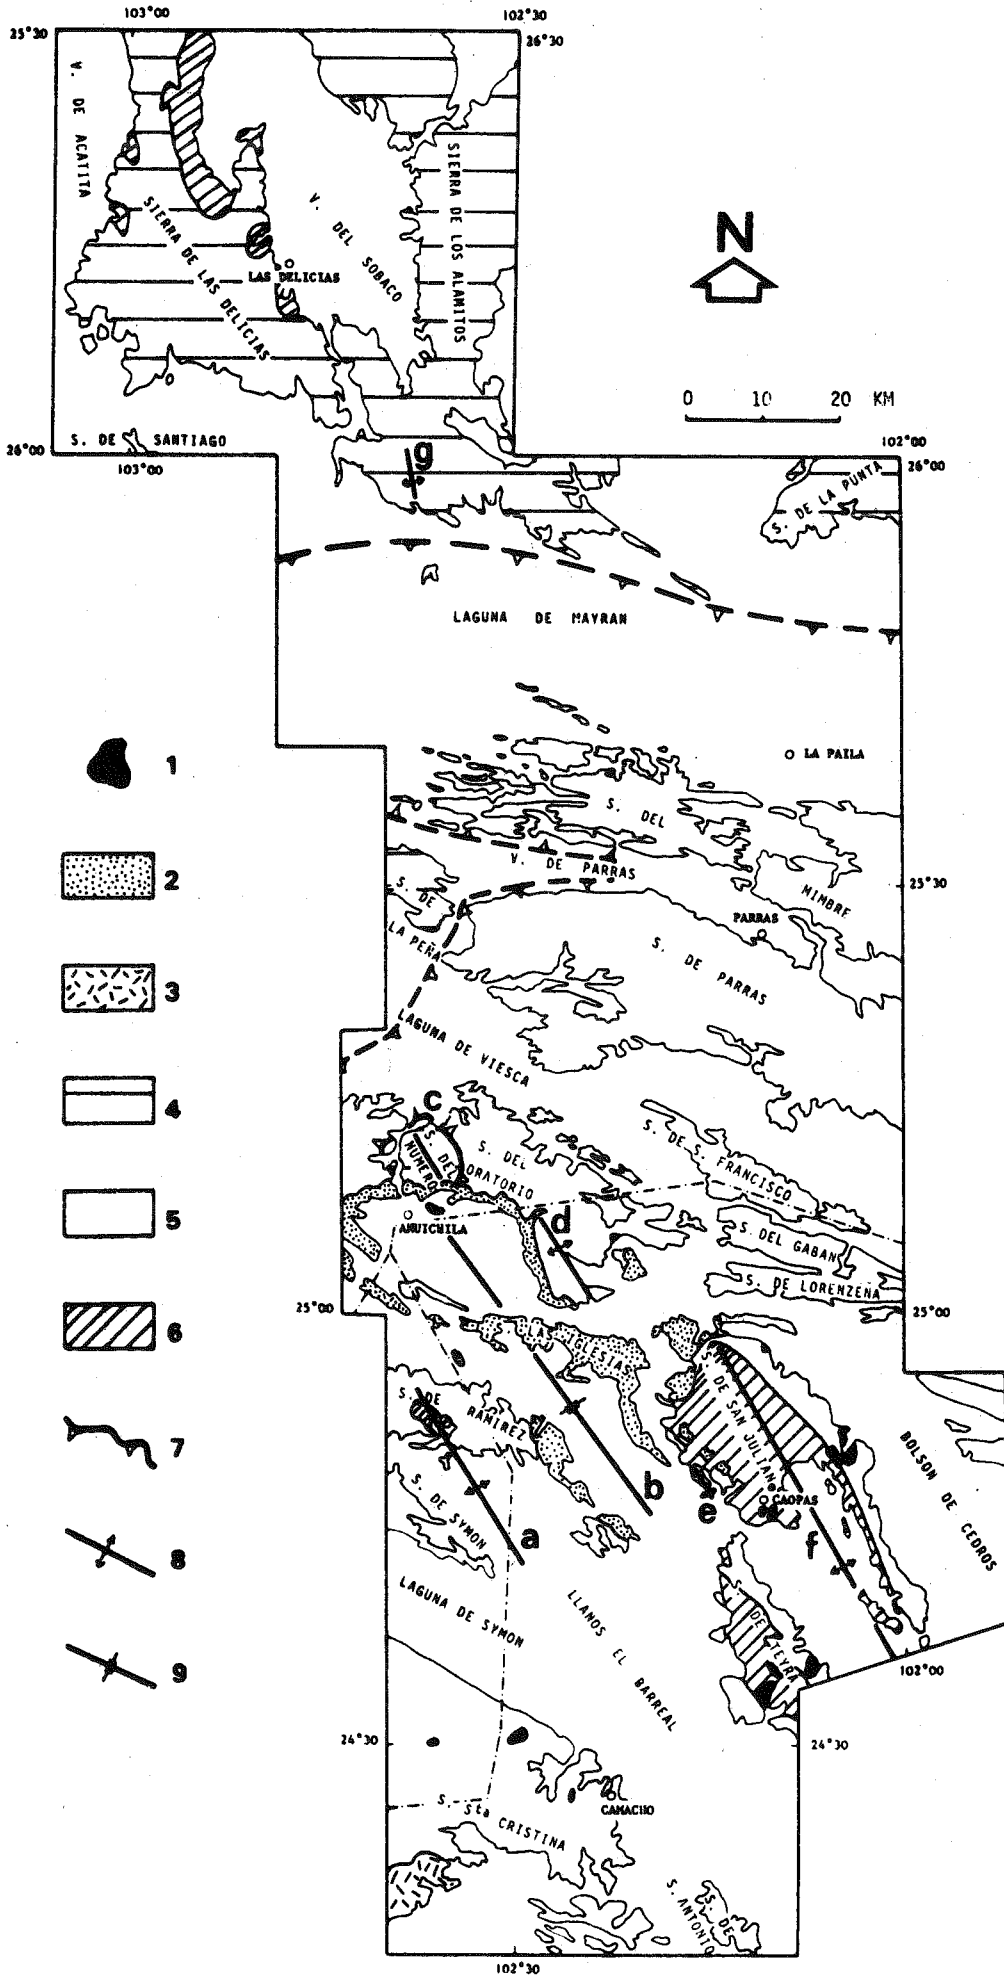 103°00
102°30
25°30
26°30
V. DE ACATITA
SIERRA DE LAS DELICIAS
LAS DELICIAS
V. DEL SOBACO
SIERRA DE LOS ALAMITOS
N
0 10 20 KM
S. DE SANTIAGO
26°00
103°00
102°00
26°00
g
S. DE LA PUNTA
LAGUNA DE MAYRAN
LA PAILA
S. DEL
MIMBRE
V. DE PARRAS
25°30
S. DE
LA PEÑA
PARRAS
S. DE PARRAS
LAGUNA DE VIESCA
c
S. DEL
NUMERO
S. DEL
ORATORIO
S. DE S. FRANCISCO
AHUICHILA
d
S. DEL GABAN
S. DE LORENZEÑA
25°00
25°00
S. LAS IGLESIAS
S. DE RAMIREZ
S. DE SAN JULIAN
CAOPAS
BOLSON DE CEDROS
a
b
e
f
S. DE SYMON
LAGUNA DE SYMON
LLANOS EL BARREAL
S. DE TEYRA
102°00
24°30
24°30
CAMACHO
S. Sta CRISTINA
S. DE
S. ANTONIO
102°30
1
2
3
4
5
6
7
8
9